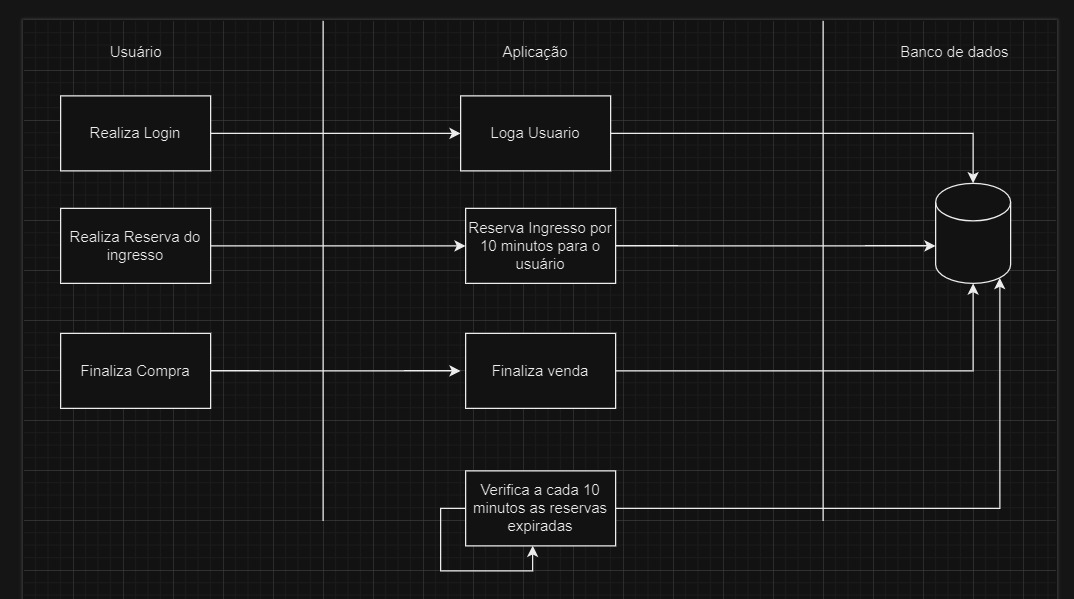 Usuário
Aplicação
Banco de dados
Realiza Login
Loga Usuario
Realiza Reserva do
ingresso
Reserva Ingresso por
10 minutos para o
usuário
Finaliza Compra
Finaliza venda
Verifica a cada 10
minutos as reservas
expiradas